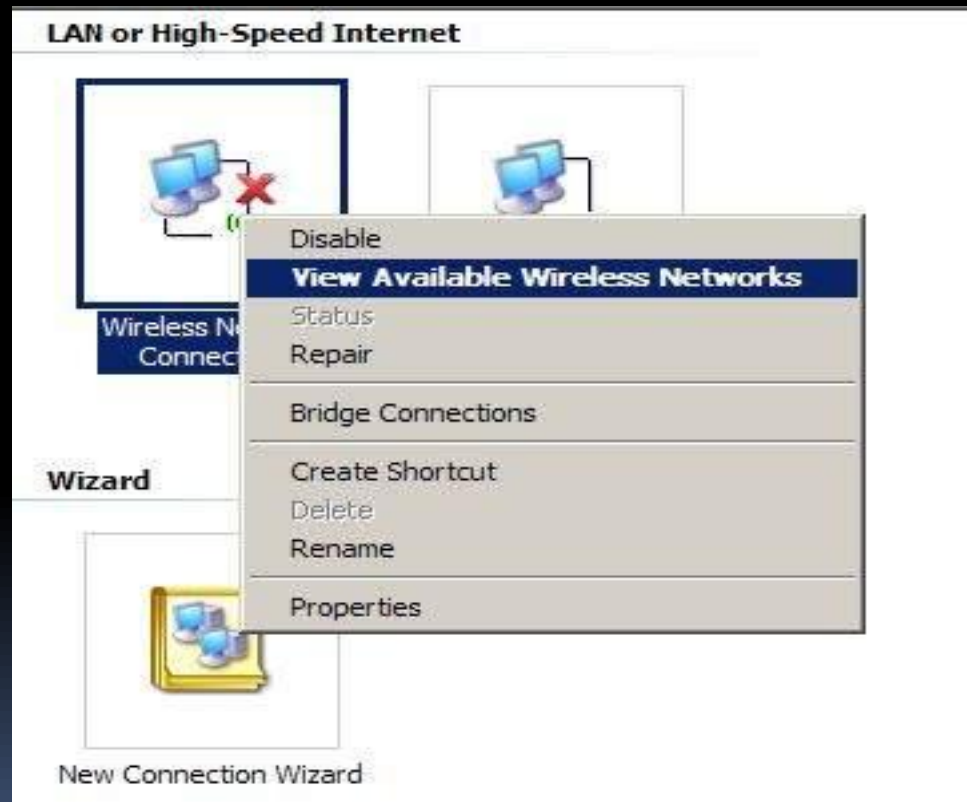 LAN or High-Speed Internet
Disable
View Available Wireless Networks
Status
Repair
Bridge Connections
Create Shortcut
Delete
Rename
Properties
Wireless
Wizard
New Connection Wizard